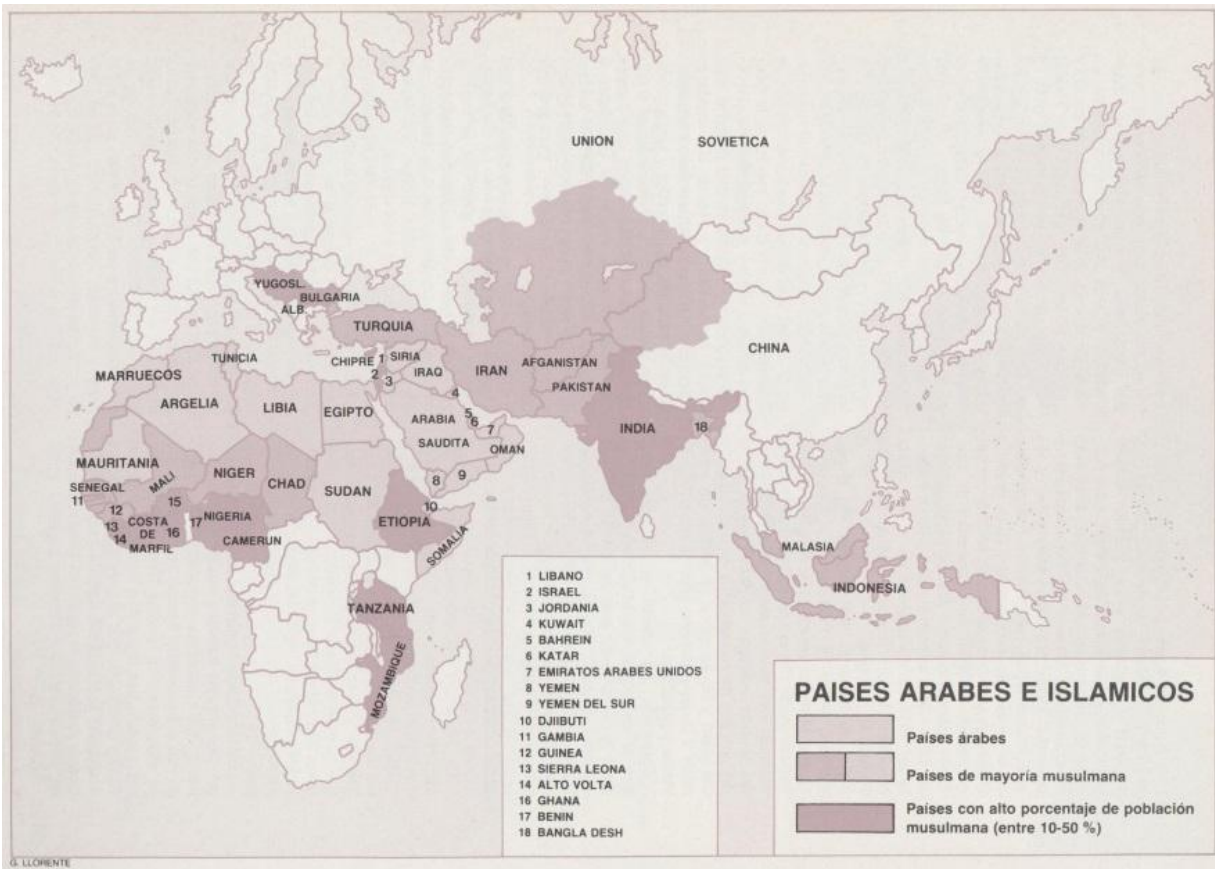 UNION SOVIETICA
YUGOSL.
BULGARIA
ALB.
TURQUIA
CHINA
TUNICIA
CHIPRE 1 SIRIA
2
3
IRAQ
IRAN
AFGANISTAN
PAKISTAN
MARRUECOS
ARGELIA
LIBIA
EGIPTO
4
5
6
7
ARABIA
SAUDITA
OMAN
INDIA
18
MAURITANIA
MALI
NIGER
CHAD
SUDAN
8
9
10
SENEGAL
11
12
13
14
15
COSTA
DE
MARFIL
16
17
NIGERIA
CAMERUN
ETIOPIA
SOMALIA
MALASIA
INDONESIA
TANZANIA
MOZAMBIQUE
1 LIBANO
2 ISRAEL
3 JORDANIA
4 KUWAIT
5 BAHREIN
6 KATAR
7 EMIRATOS ARABES UNIDOS
8 YEMEN
9 YEMEN DEL SUR
10 DJIBUTI
11 GAMBIA
12 GUINEA
13 SIERRA LEONA
14 ALTO VOLTA
16 GHANA
17 BENIN
18 BANGLA DESH
PAISES ARABES E ISLAMICOS
Países árabes
Países de mayoría musulmana
Países con alto porcentaje de población
musulmana (entre 10-50 %)
G. LLORENTE